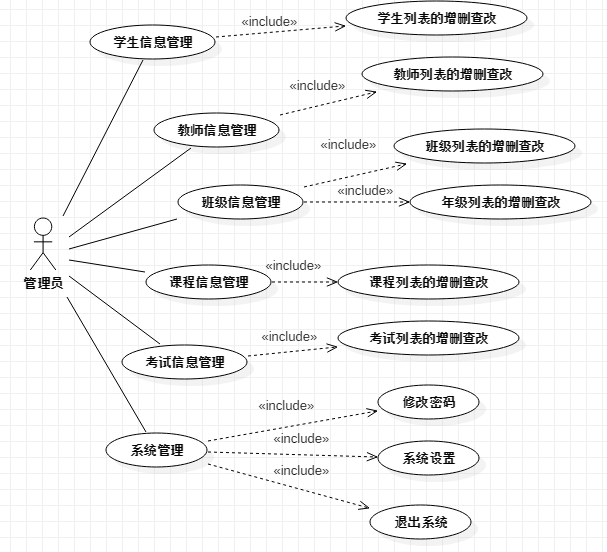 «include»
学生列表的增删查改
学生信息管理
教师列表的增删查改
«include»
教师信息管理
«include»
班级列表的增删查改
«include»
班级信息管理
年级列表的增删查改
管理员
«include»
课程信息管理
课程列表的增删查改
«include»
考试列表的增删查改
考试信息管理
«include»
修改密码
«include»
系统管理
系统设置
«include»
退出系统